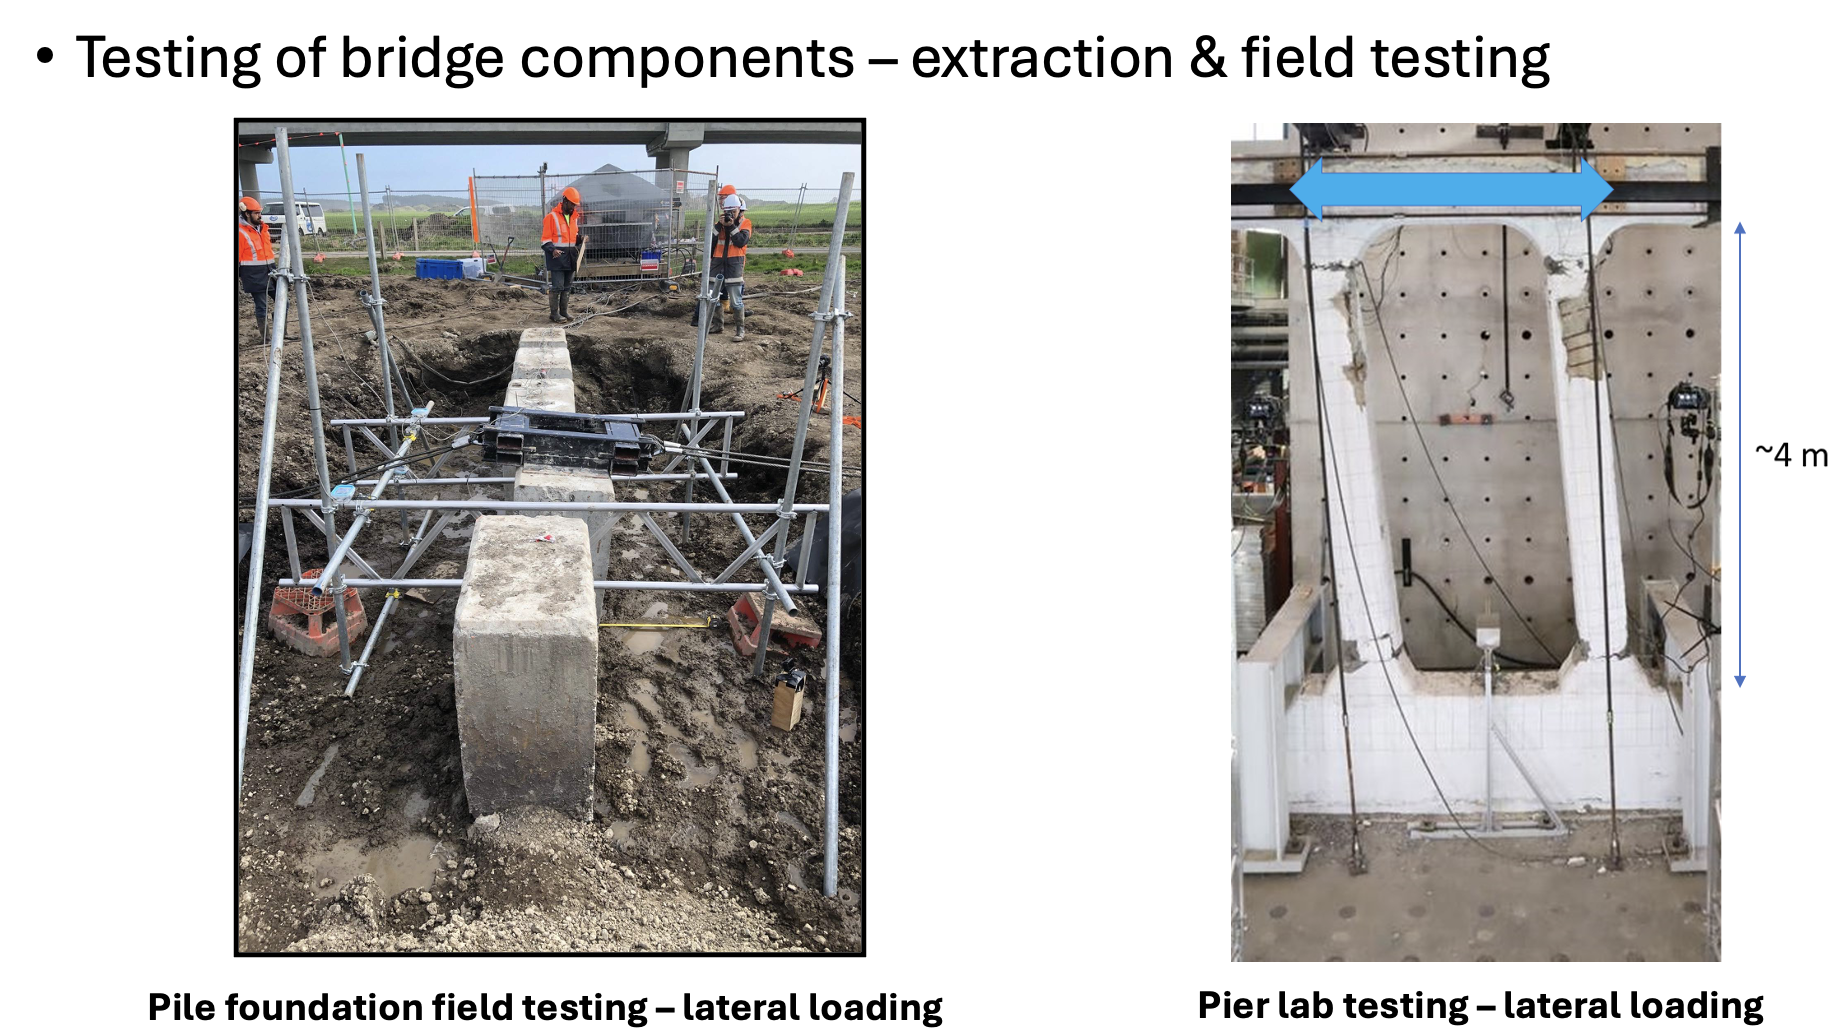 • Testing of bridge components – extraction & field testing
~4 m
Pile foundation field testing – lateral loading
Pier lab testing – lateral loading